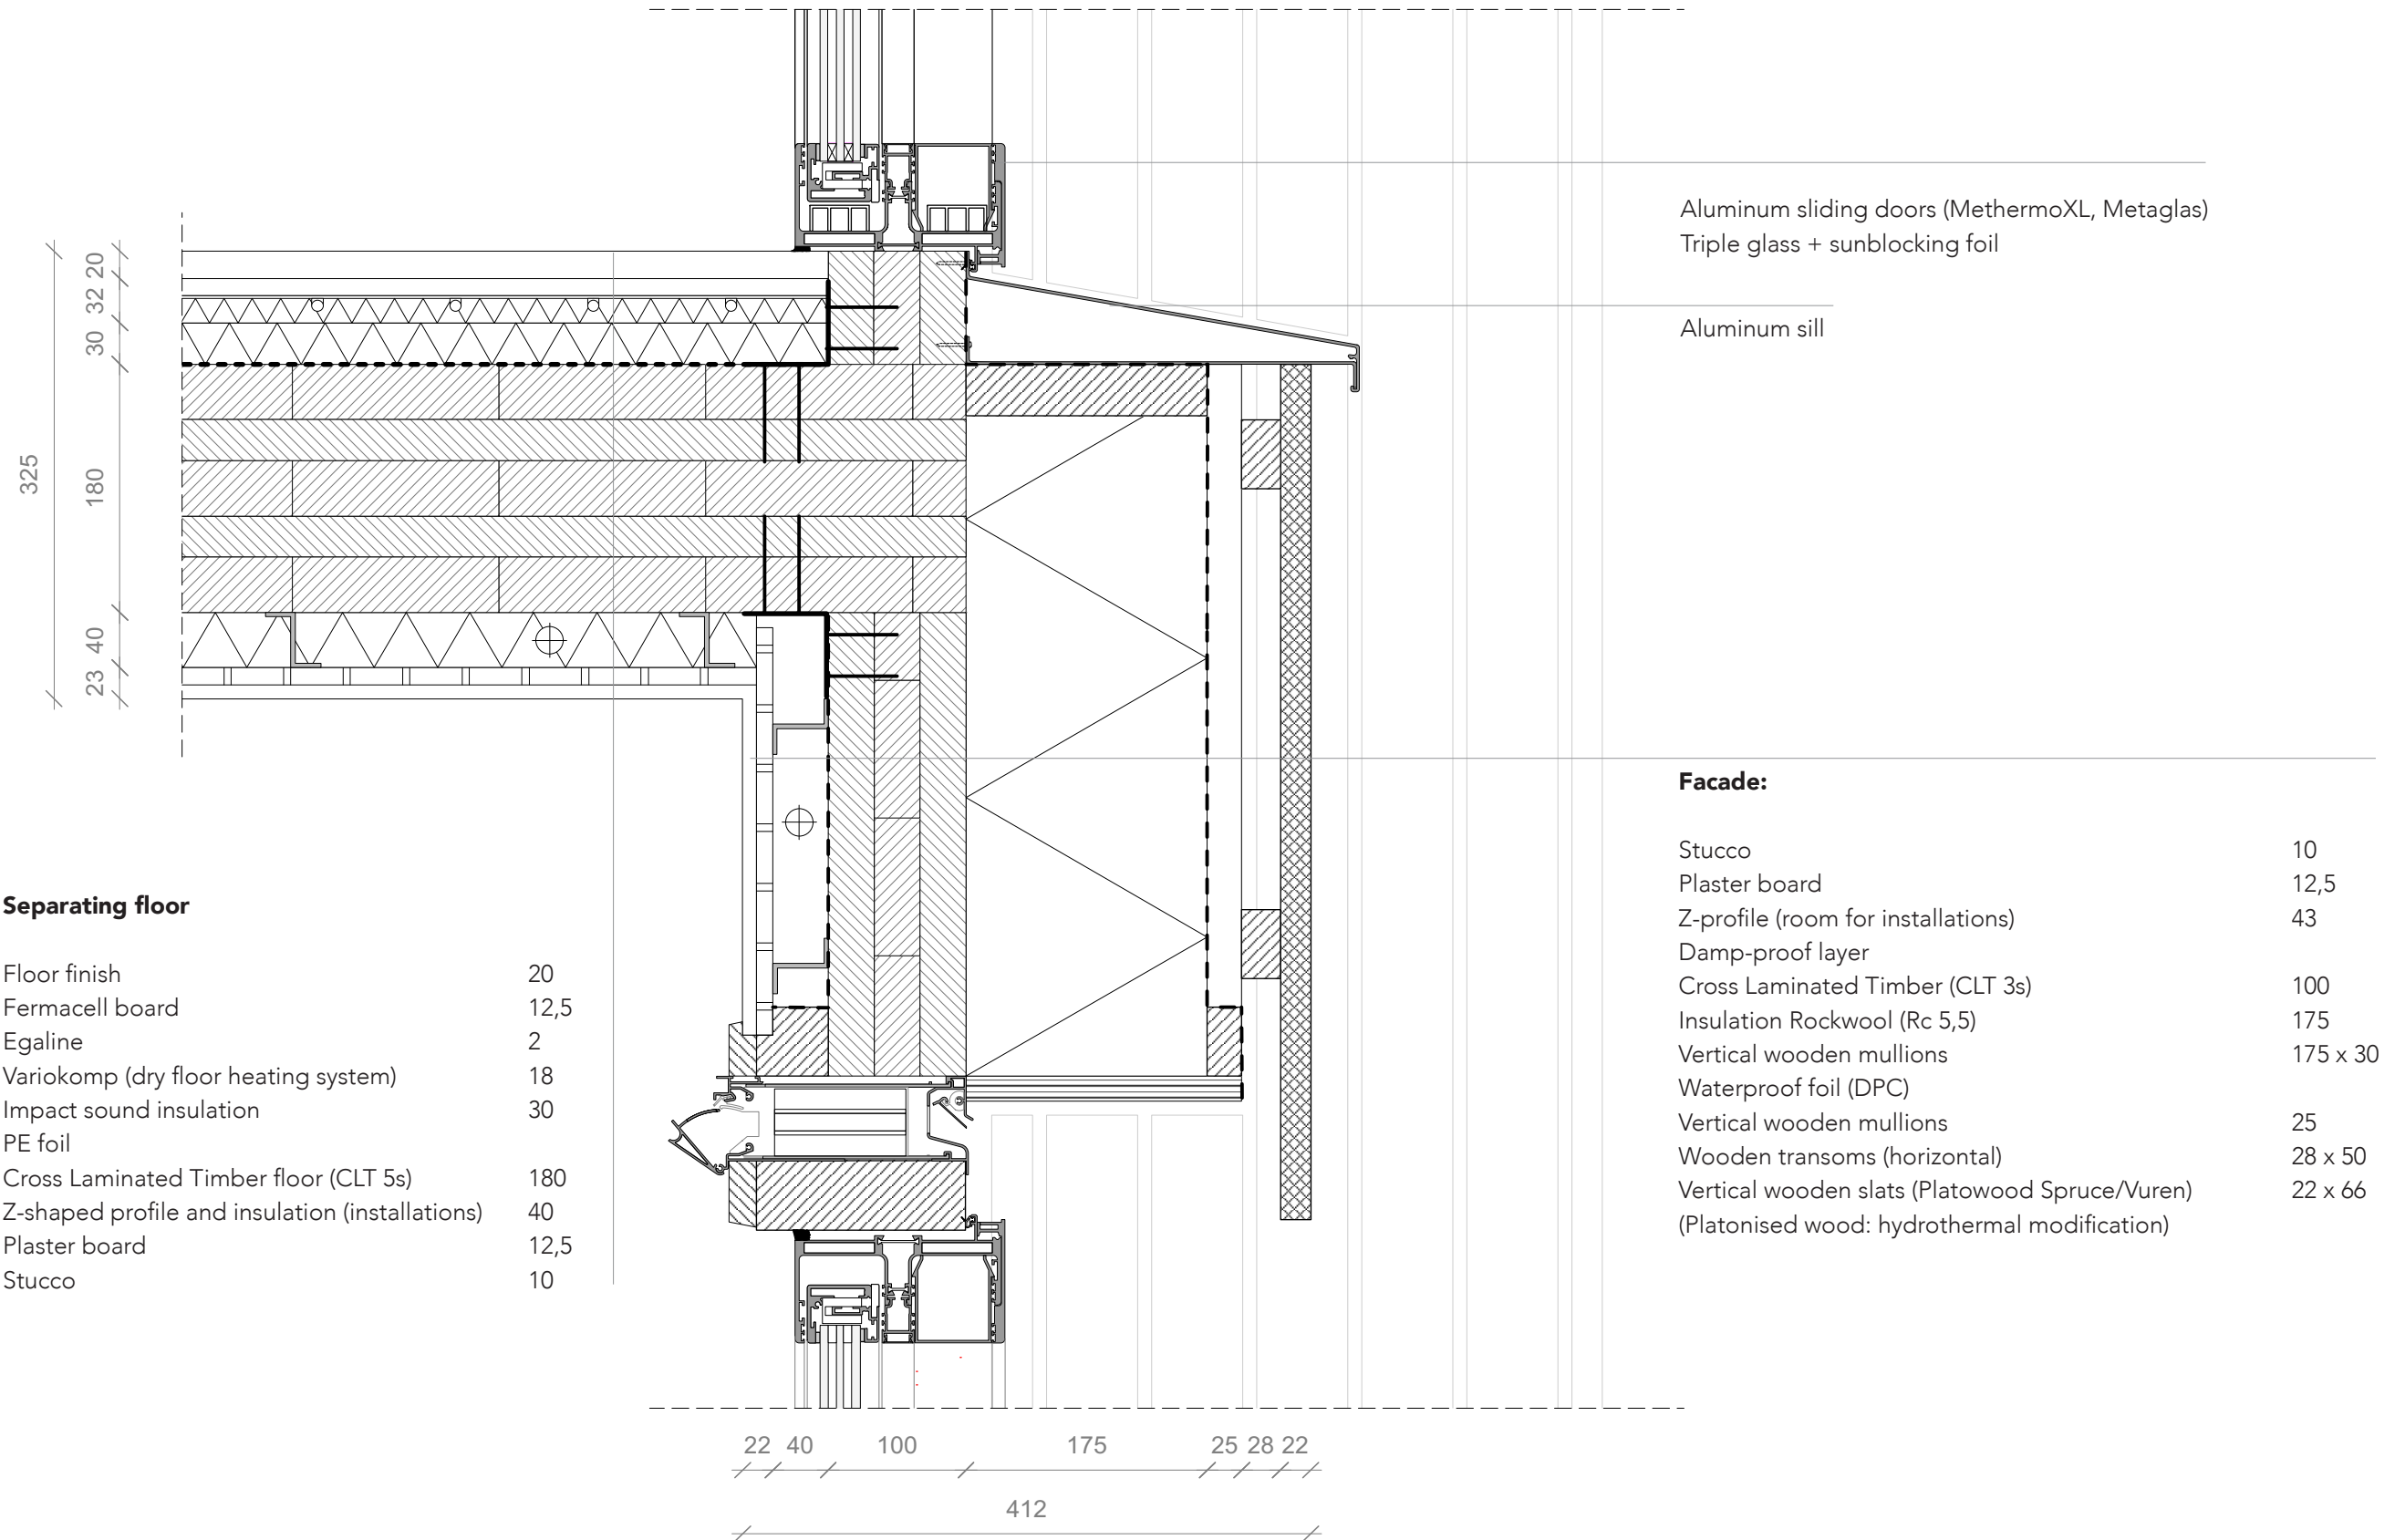 Aluminum sliding doors (MethermoXL, Metaglas)
Triple glass + sunblocking foil
Aluminum sill
325
20
32
30
180
40
23
Separating floor
Floor finish 20
Fermacell board 12,5
Egaline 2
Variokomp (dry floor heating system) 18
Impact sound insulation 30
PE foil
Cross Laminated Timber floor (CLT 5s) 180
Z-shaped profile and insulation (installations) 40
Plaster board 12,5
Stucco 10
Facade:
Stucco 10
Plaster board 12,5
Z-profile (room for installations) 43
Damp-proof layer
Cross Laminated Timber (CLT 3s) 100
Insulation Rockwool (Rc 5,5) 175
Vertical wooden mullions 175 x 30
Waterproof foil (DPC)
Vertical wooden mullions 25
Wooden transoms (horizontal) 28 x 50
Vertical wooden slats (Platowood Spruce/Vuren) 22 x 66
(Platonised wood: hydrothermal modification)
22 40 100 175 25 28 22
412